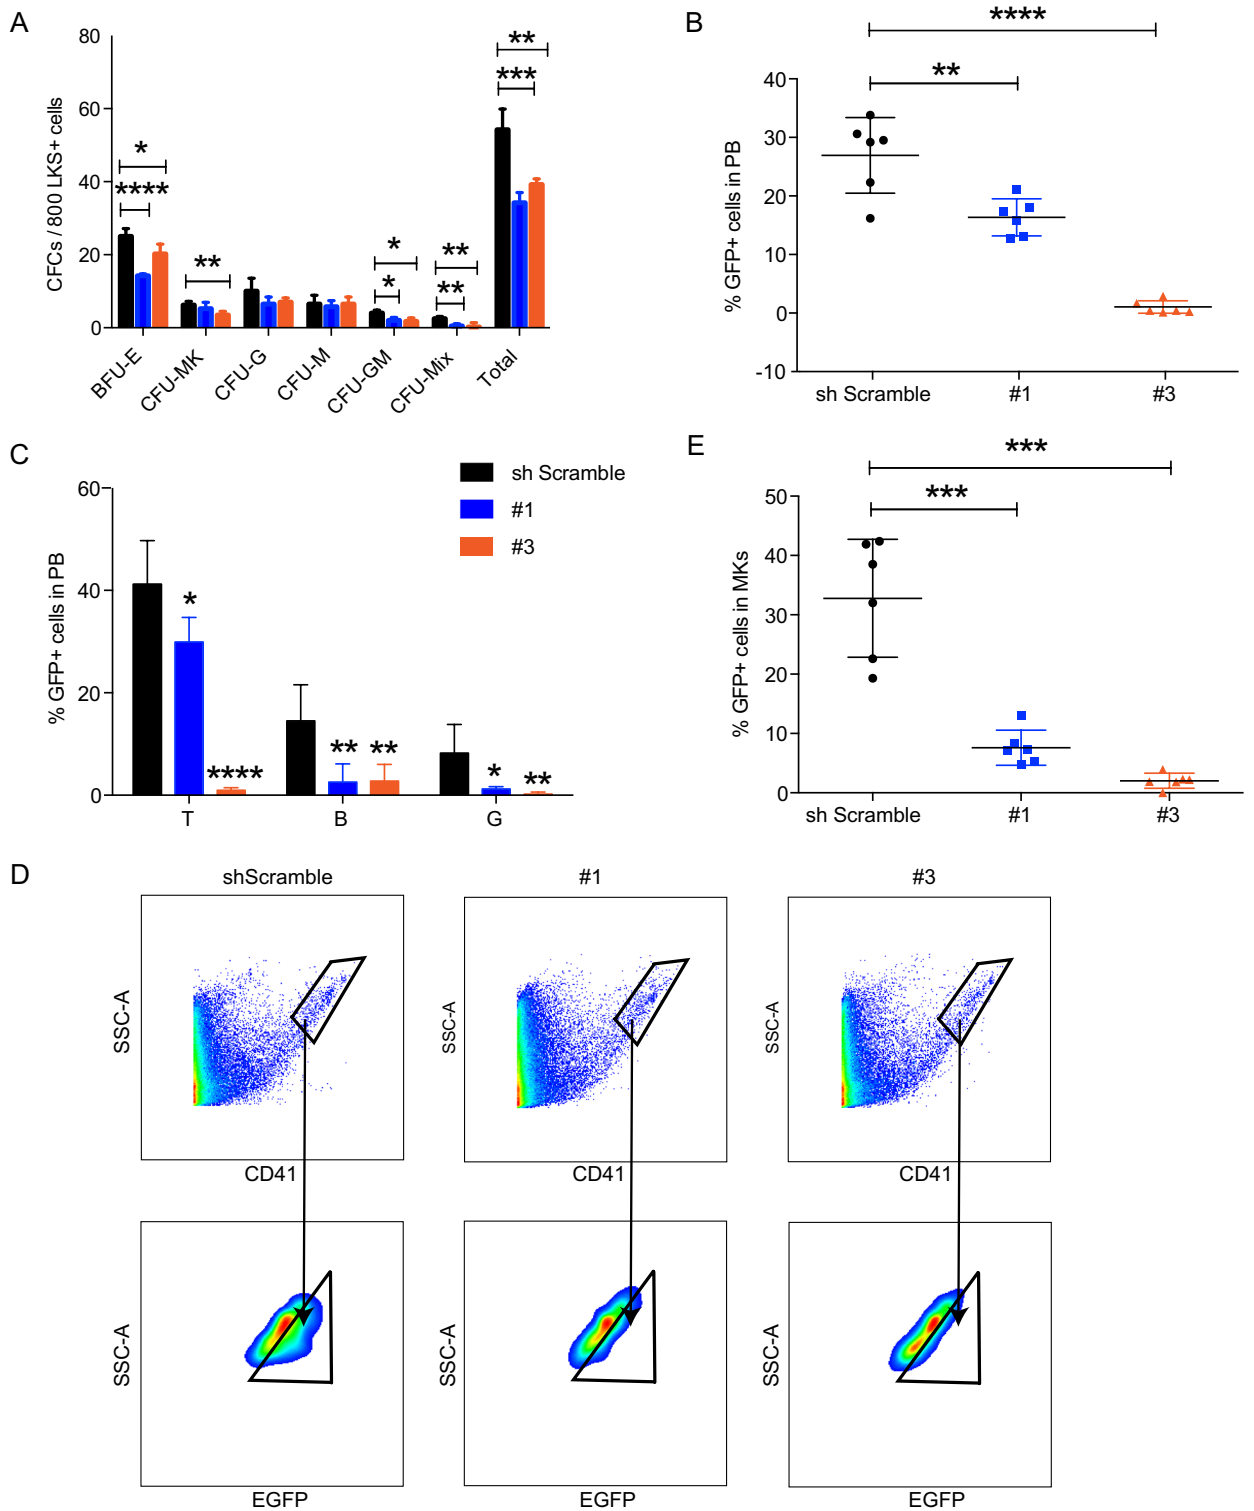 A
CFCs / 800 LKS+ cells
80
60
40
20
0
*
****
**
*
*
**
**
**
***
BFU-E
CFU-MK
CFU-G
CFU-M
CFU-GM
CFU-Mix
Total
B
% GFP+ cells in PB
40
30
20
10
0
-10
****
**
sh Scramble
#1
#3
C
% GFP+ cells in PB
60
40
20
0
*
****
**
**
*
**
T
B
G
sh Scramble
#1
#3
E
% GFP+ cells in MKs
50
40
30
20
10
0
***
***
sh Scramble
#1
#3
D
shScramble
#1
#3
SSC-A
SSC-A
SSC-A
CD41
CD41
CD41
SSC-A
SSC-A
SSC-A
EGFP
EGFP
EGFP